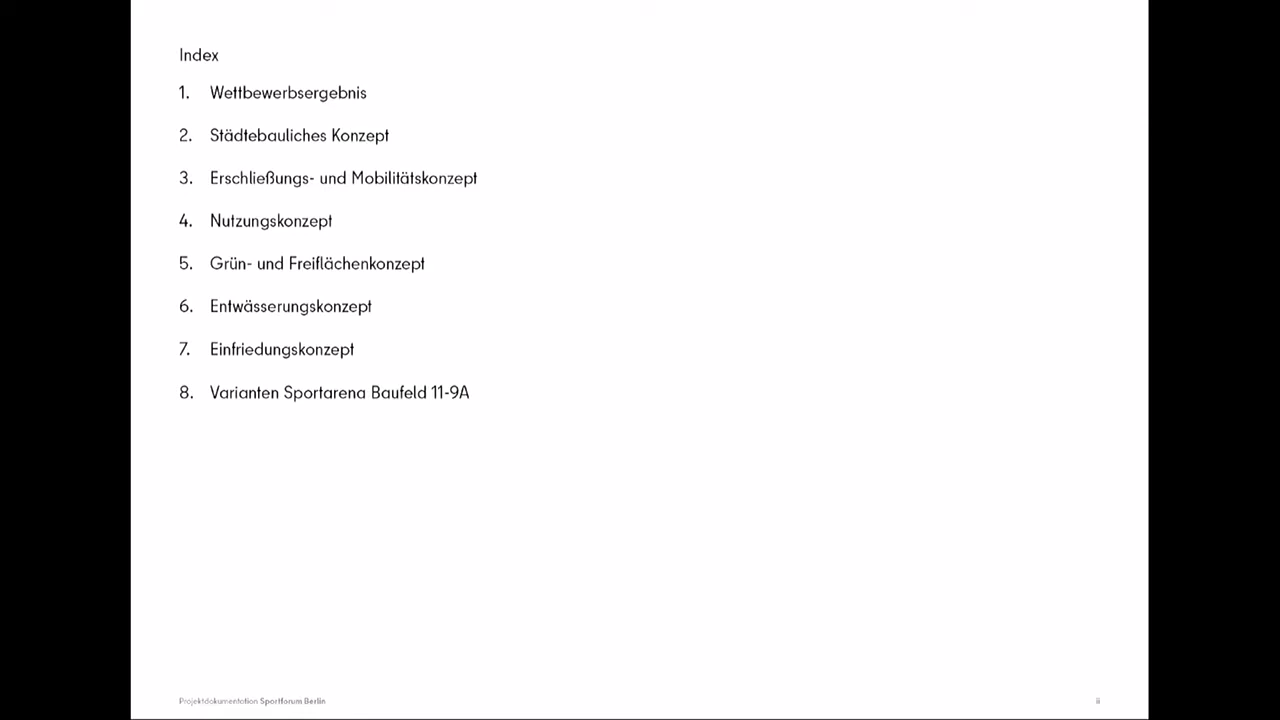 Index
1. Wettbewerbsergebnis
2. Städtebauliches Konzept
3. Erschließungs- und Mobilitätskonzept
4. Nutzungskonzept
5. Grün- und Freiflächenkonzept
6. Entwässerungskonzept
7. Einfriedungskonzept
8. Varianten Sportarena Baufeld 11-9A
Projektdokumentation Sportforum Berlin
ii